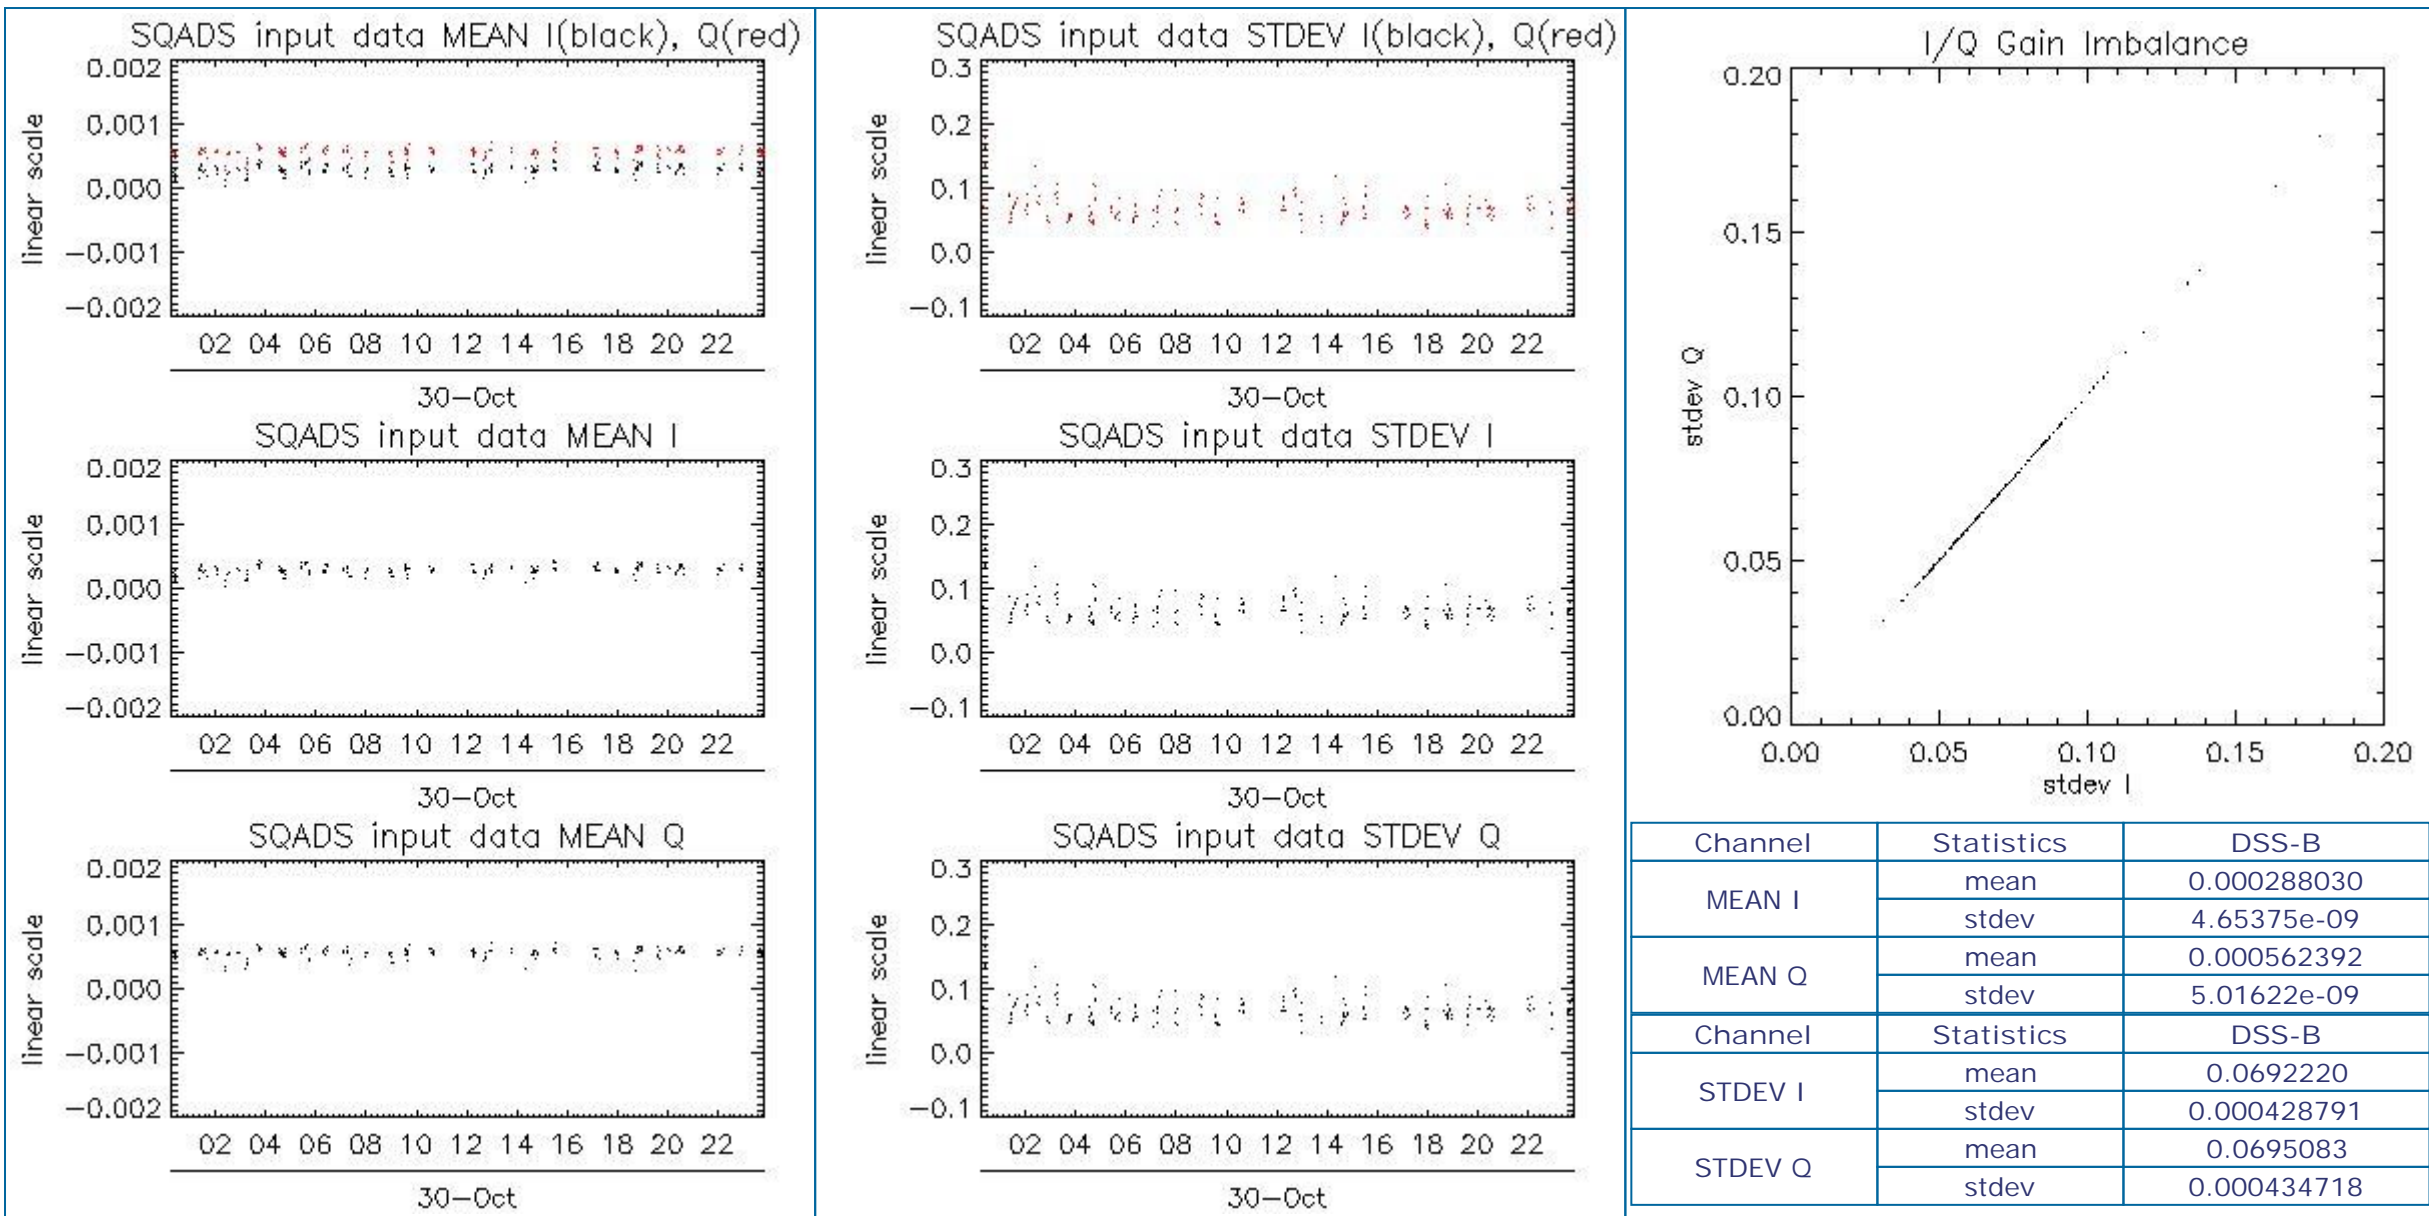 SQADS input data MEAN I(black), Q(red)
0.002
0.001
0.000
−0.001
−0.002
linear scale
02 04 06 08 10 12 14 16 18 20 22
30−Oct
SQADS input data MEAN I
0.002
0.001
0.000
−0.001
−0.002
linear scale
02 04 06 08 10 12 14 16 18 20 22
30−Oct
SQADS input data MEAN Q
0.002
0.001
0.000
−0.001
−0.002
linear scale
02 04 06 08 10 12 14 16 18 20 22
30−Oct
SQADS input data STDEV I(black), Q(red)
0.3
0.2
0.1
0.0
−0.1
linear scale
02 04 06 08 10 12 14 16 18 20 22
30−Oct
SQADS input data STDEV I
0.3
0.2
0.1
0.0
−0.1
linear scale
02 04 06 08 10 12 14 16 18 20 22
30−Oct
SQADS input data STDEV Q
0.3
0.2
0.1
0.0
−0.1
linear scale
02 04 06 08 10 12 14 16 18 20 22
30−Oct
I/Q Gain Imbalance
0.20
0.15
0.10
0.05
0.00
stdev Q
0.00 0.05 0.10 0.15 0.20
stdev I
Channel Statistics DSS-B
MEAN I mean 0.000288030
stdev 4.65375e-09
MEAN Q mean 0.000562392
stdev 5.01622e-09
Channel Statistics DSS-B
STDEV I mean 0.0692220
stdev 0.000428791
STDEV Q mean 0.0695083
stdev 0.000434718